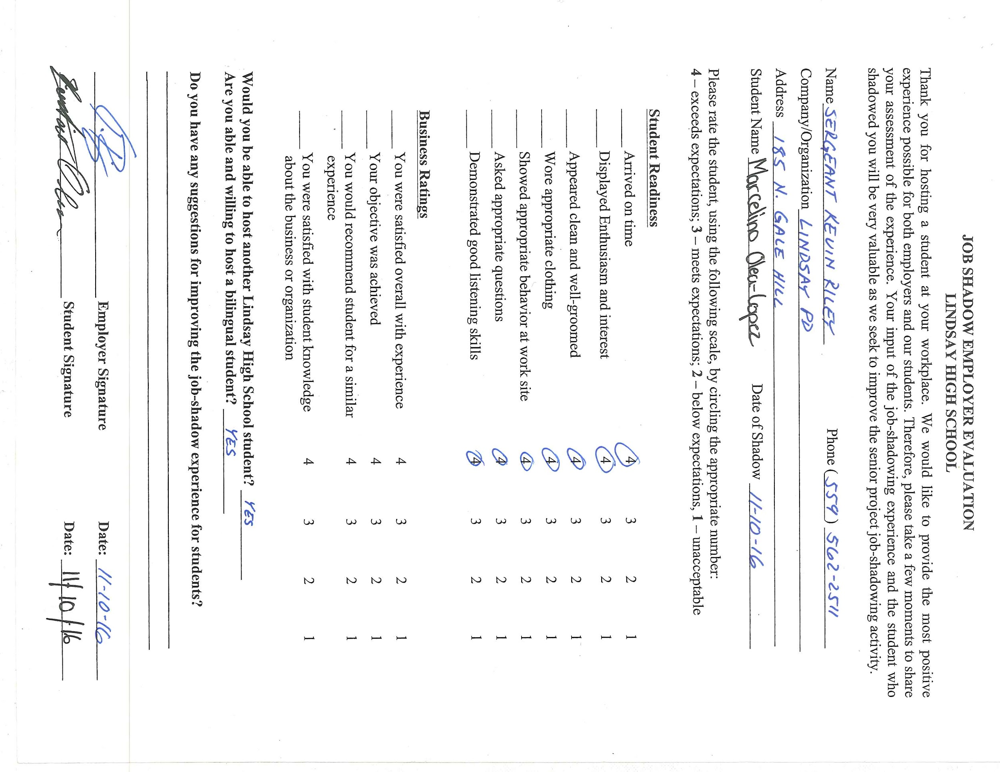 JOB SHADOW EMPLOYER EVALUATION
LINDSAY HIGH SCHOOL
Thank you for hosting a student at your workplace. We would like to provide the most positive
experience possible for both employers and our students. Therefore, please take a few moments to share
your assessment of the experience. Your input of the job-shadowing experience and the student who
shadowed you will be very valuable as we seek to improve the senior project job-shadowing activity.
Name SERGEANT KEVIN RILEY Phone (559) 562-2511
Company/Organization LINDSAY PD
Address 185 N. GALE HILL
Student Name Marcelino Olea-Lopez Date of Shadow 11-10-16
Please rate the student, using the following scale, by circling the appropriate number:
4 – exceeds expectations; 3 – meets expectations; 2 – below expectations, 1 – unacceptable
Student Readiness
Arrived on time 4 3 2 1
Displayed Enthusiasm and interest 4 3 2 1
Appeared clean and well-groomed 4 3 2 1
Wore appropriate clothing 4 3 2 1
Showed appropriate behavior at work site 4 3 2 1
Asked appropriate questions 4 3 2 1
Demonstrated good listening skills 4 3 2 1
Business Ratings
You were satisfied overall with experience 4 3 2 1
Your objective was achieved 4 3 2 1
You would recommend student for a similar 4 3 2 1
experience
You were satisfied with student knowledge 4 3 2 1
about the business or organization
Would you be able to host another Lindsay High School student? YES
Are you able and willing to host a bilingual student? YES
Do you have any suggestions for improving the job-shadow experience for students?
Employer Signature Date: 11-10-16
Student Signature Date: 11/10/16